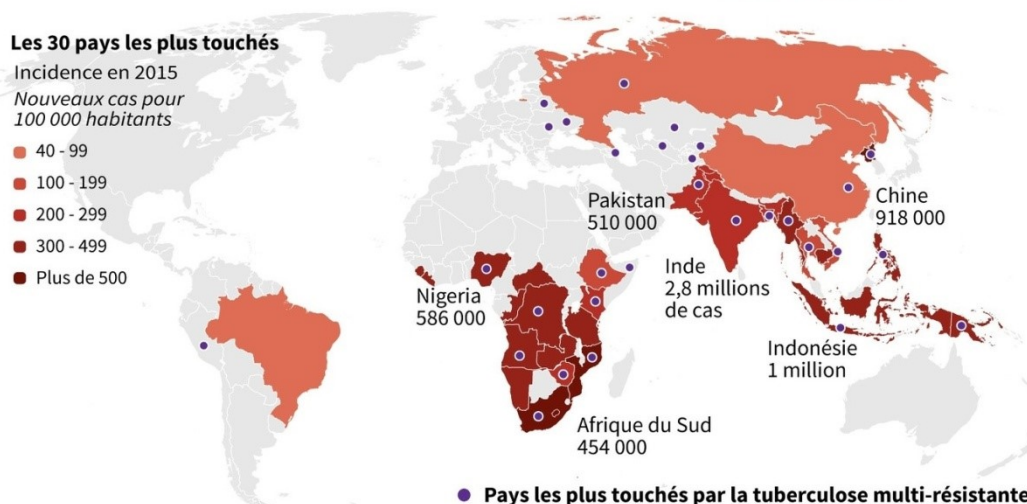 Les 30 pays les plus touchés
Incidence en 2015
Nouveaux cas pour
100 000 habitants
40 - 99
100 - 199
200 - 299
300 - 499
Plus de 500
Pakistan
510 000
Chine
918 000
Nigeria
586 000
Inde
2,8 millions
de cas
Indonésie
1 million
Afrique du Sud
454 000
Pays les plus touchés par la tuberculose multi-résistante